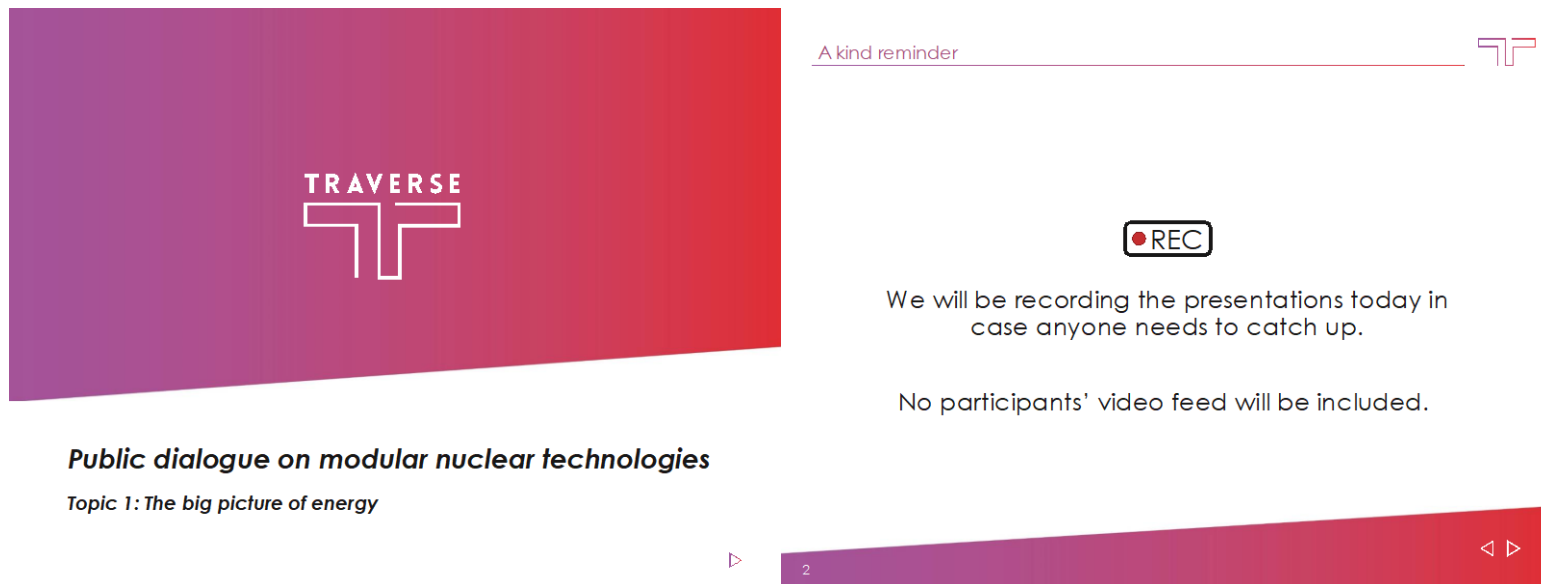 TRAVERSE
Public dialogue on modular nuclear technologies
Topic 1: The big picture of energy
A kind reminder
REC
We will be recording the presentations today in
case anyone needs to catch up.
No participants’ video feed will be included.
2